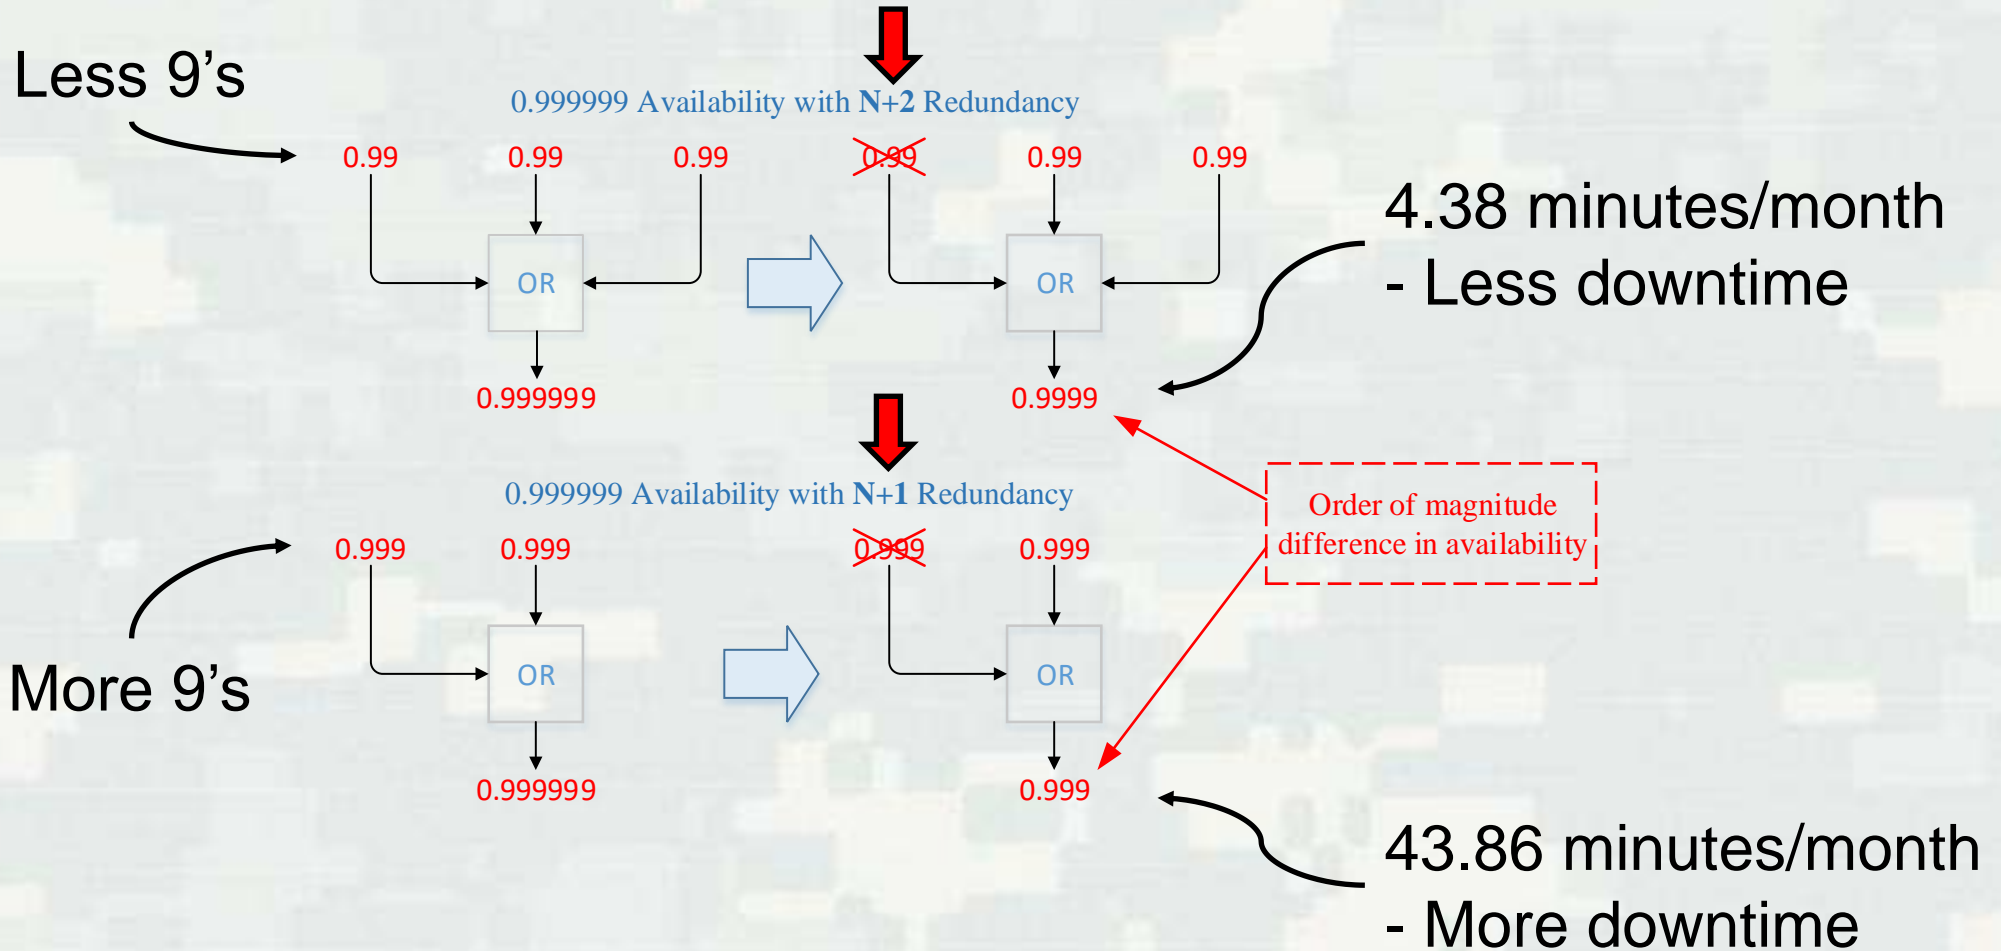 Less 9’s
0.999999 Availability with N+2 Redundancy
0.99 0.99 0.99 0.99 0.99 0.99
4.38 minutes/month
- Less downtime
OR OR
0.999999 0.9999
0.999999 Availability with N+1 Redundancy
Order of magnitude
difference in availability
0.999 0.999 0.999 0.999
More 9’s
OR OR
0.999999 0.999
43.86 minutes/month
- More downtime